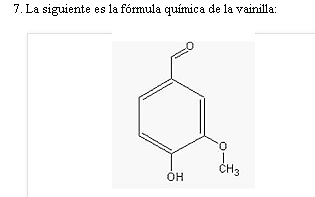 7. La siguiente es la fórmula química de la vainilla:
O
O
OH
CH3